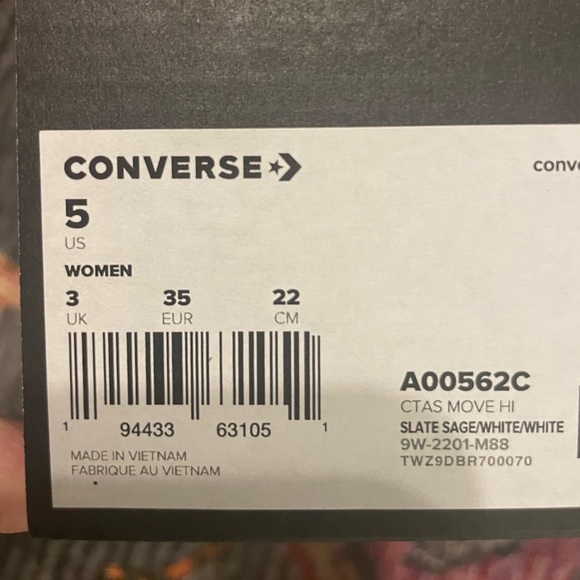 CONVERSE
conve
5
US
WOMEN
3 35 22
UK EUR CM
1 94433 63105 1
MADE IN VIETNAM
FABRIQUE AU VIETNAM
A00562C
CTAS MOVE HI
SLATE SAGE/WHITE/WHITE
9W-2201-M88
TWZ9DBR700070